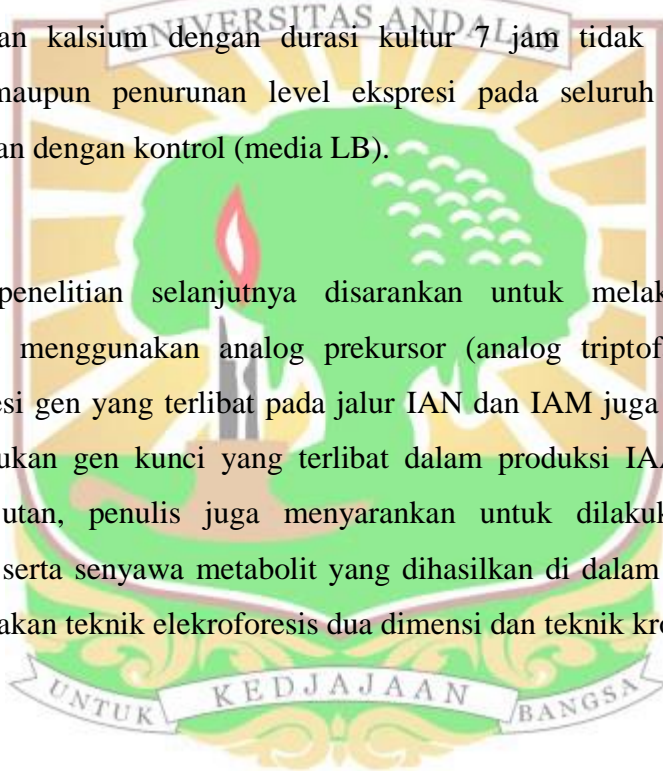 UNIVERSITAS ANDALAS
an kalsium dengan durasi kultur 7 jam tidak
maupun penurunan level ekspresi pada seluruh
an dengan kontrol (media LB).
penelitian selanjutnya disarankan untuk melak
menggunakan analog prekursor (analog triptof
esi gen yang terlibat pada jalur IAN dan IAM juga
ukan gen kunci yang terlibat dalam produksi IA
utan, penulis juga menyarankan untuk dilakuk
serta senyawa metabolit yang dihasilkan di dalam
akan teknik elekroforesis dua dimensi dan teknik kro
UNTUK KEDJAJAAN BANGSA